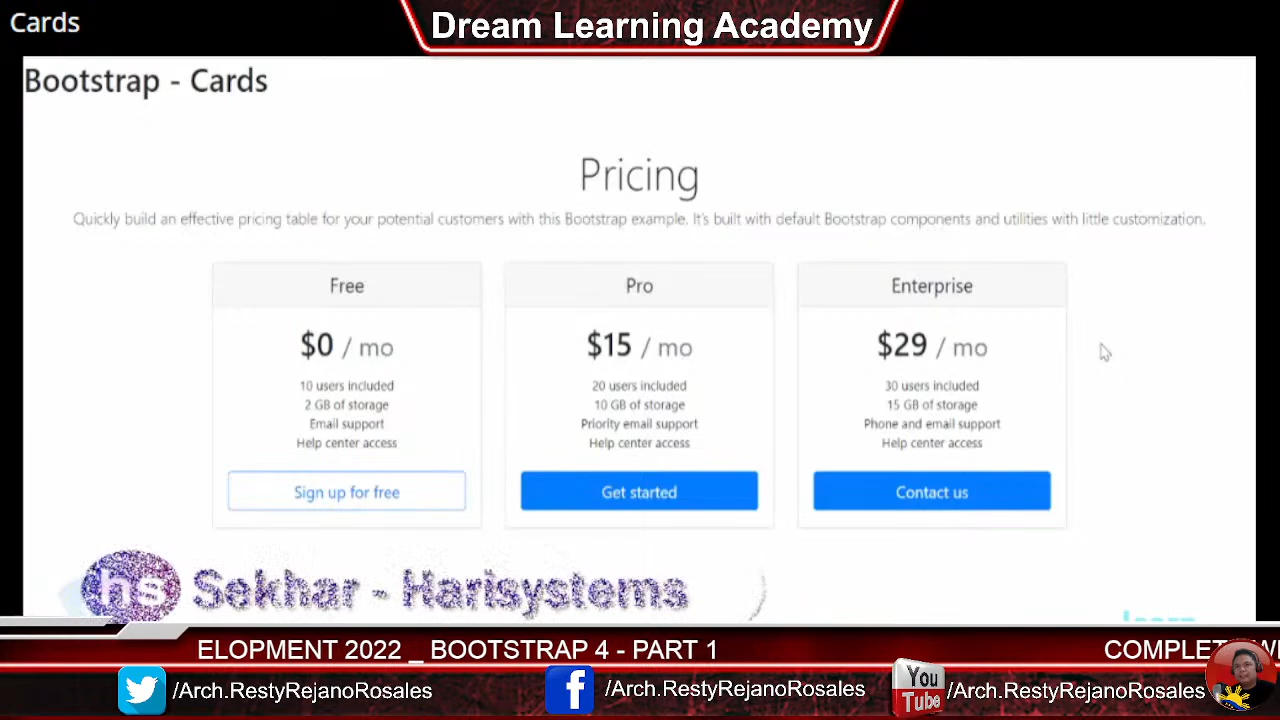 Cards
Dream Learning Academy
Bootstrap - Cards
Pricing
Quickly build an effective pricing table for your potential customers with this Bootstrap example. It's built with default Bootstrap components and utilities with little customization.
Free
$0 / mo
10 users included
2 GB of storage
Email support
Help center access
Sign up for free
Pro
$15 / mo
20 users included
10 GB of storage
Priority email support
Help center access
Get started
Enterprise
$29 / mo
30 users included
15 GB of storage
Phone and email support
Help center access
Contact us
hs Sekhar - Harisystems
ELOPMENT 2022 _ BOOTSTRAP 4 - PART 1
COMPLET
/Arch.RestyRejanoRosales
/Arch.RestyRejanoRosales
You Tube /Arch.RestyRejanoRosales